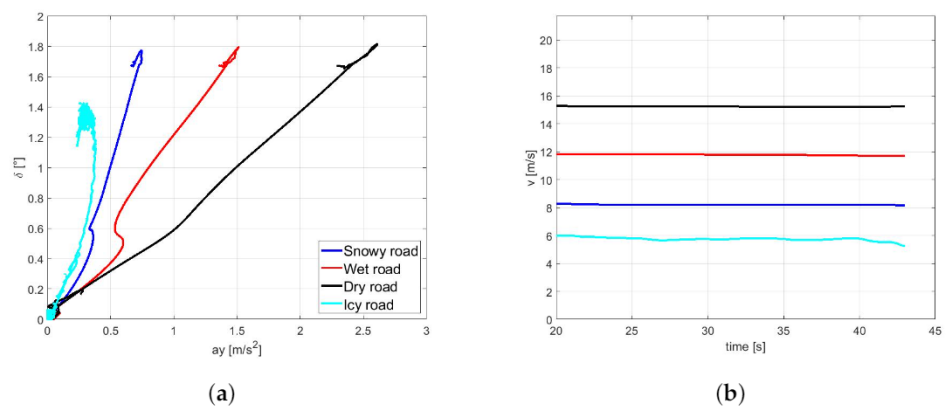 2
1.8
1.6
1.4
1.2
1
0.8
0.6
0.4
0.2
0
δ [°]
0 0.5 1 1.5 2 2.5 3
ay [m/s²]
Snowy road
Wet road
Dry road
Icy road
(a)
20
18
16
14
12
10
8
6
4
2
0
v [m/s]
20 25 30 35 40 45
time [s]
(b)